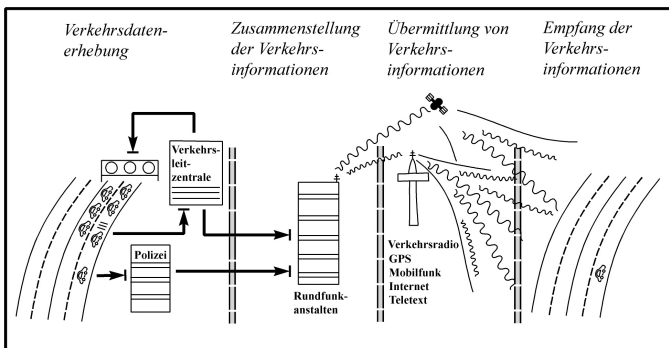 Verkehrsdaten-
erhebung
Zusammenstellung
der Verkehrs-
informationen
Übermittlung von
Verkehrs-
informationen
Empfang der
Verkehrs-
informationen
Verkehrs-
leit-
zentrale
Polizei
Rundfunk-
anstalten
Verkehrsradio
GPS
Mobilfunk
Internet
Teletext